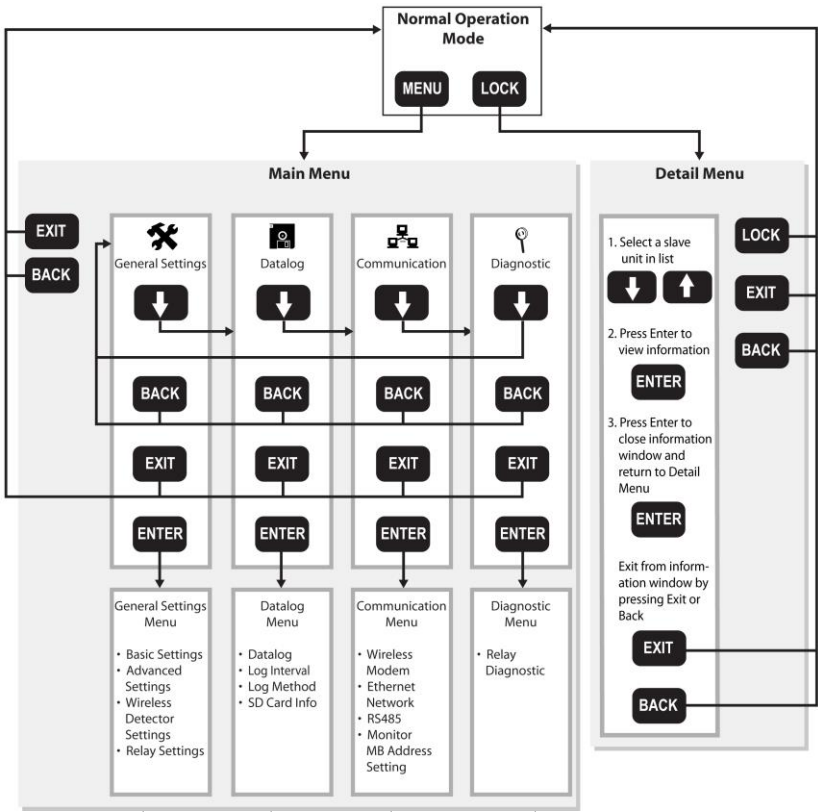 Normal Operation
Mode
MENU
LOCK
Main Menu
EXIT
BACK
General Settings
Datalog
Communication
Diagnostic
BACK
BACK
BACK
BACK
EXIT
EXIT
EXIT
EXIT
ENTER
ENTER
ENTER
ENTER
General Settings
Menu
• Basic Settings
• Advanced
Settings
• Wireless
Detector
Settings
• Relay Settings
Datalog
Menu
• Datalog
• Log Interval
• Log Method
• SD Card Info
Communication
Menu
• Wireless
Modem
• Ethernet
Network
• RS485
• Monitor
MB Address
Setting
Diagnostic
Menu
• Relay
Diagnostic
Detail Menu
1. Select a slave
unit in list
2. Press Enter to
view information
ENTER
3. Press Enter to
close information
window and
return to Detail
Menu
ENTER
Exit from inform-
ation window by
pressing Exit or
Back
EXIT
BACK
LOCK
EXIT
BACK